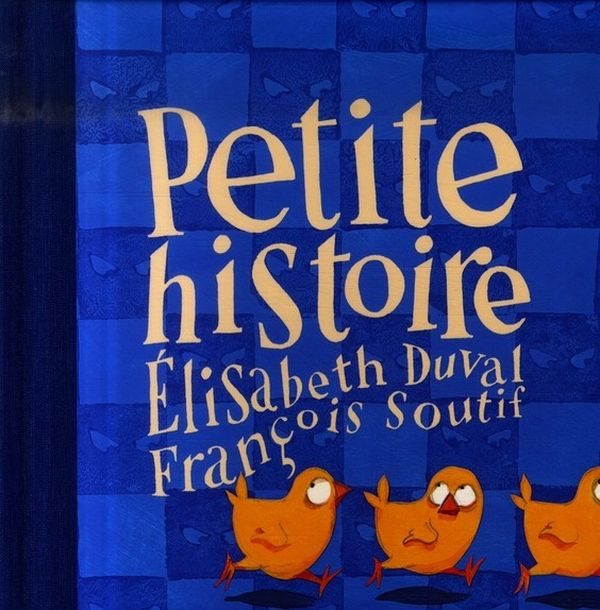 Petite
histoire
Élisabeth Duval
François Soutif